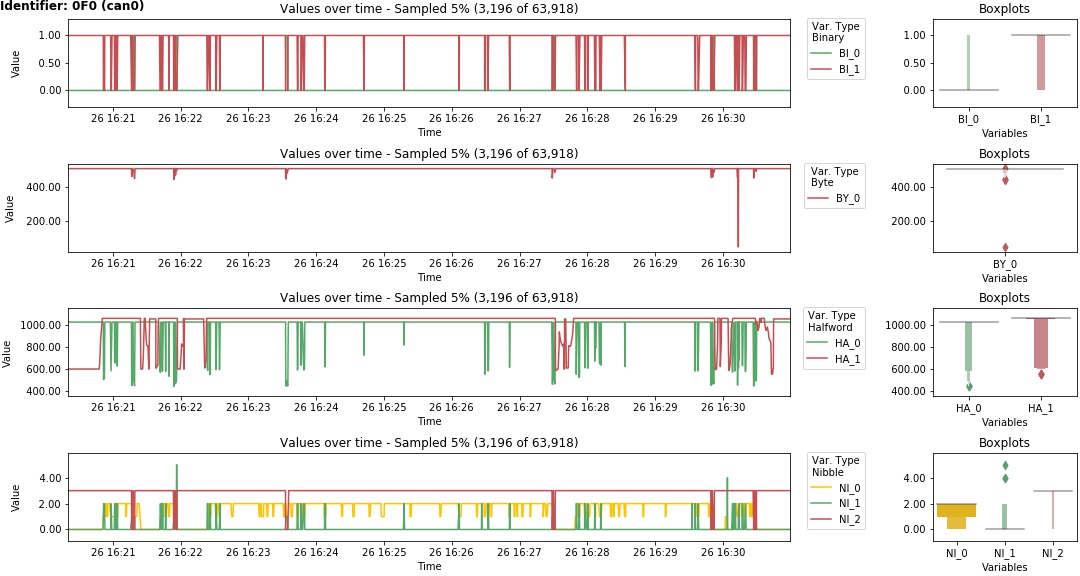 Identifier: 0F0 (can0)
Values over time - Sampled 5% (3,196 of 63,918)
Boxplots
Value
1.00
0.50
0.00
26 16:21 26 16:22 26 16:23 26 16:24 26 16:25 26 16:26 26 16:27 26 16:28 26 16:29 26 16:30
Time
Var. Type
Binary
BI_0
BI_1
1.00
0.50
0.00
BI_0 BI_1
Variables
Values over time - Sampled 5% (3,196 of 63,918)
Boxplots
Value
400.00
200.00
26 16:21 26 16:22 26 16:23 26 16:24 26 16:25 26 16:26 26 16:27 26 16:28 26 16:29 26 16:30
Time
Var. Type
Byte
BY_0
400.00
200.00
BY_0
Variables
Values over time - Sampled 5% (3,196 of 63,918)
Boxplots
Value
1000.00
800.00
600.00
400.00
26 16:21 26 16:22 26 16:23 26 16:24 26 16:25 26 16:26 26 16:27 26 16:28 26 16:29 26 16:30
Time
Var. Type
Halfword
HA_0
HA_1
1000.00
800.00
600.00
400.00
HA_0 HA_1
Variables
Values over time - Sampled 5% (3,196 of 63,918)
Boxplots
Value
4.00
2.00
0.00
26 16:21 26 16:22 26 16:23 26 16:24 26 16:25 26 16:26 26 16:27 26 16:28 26 16:29 26 16:30
Time
Var. Type
Nibble
NI_0
NI_1
NI_2
4.00
2.00
0.00
NI_0 NI_1 NI_2
Variables